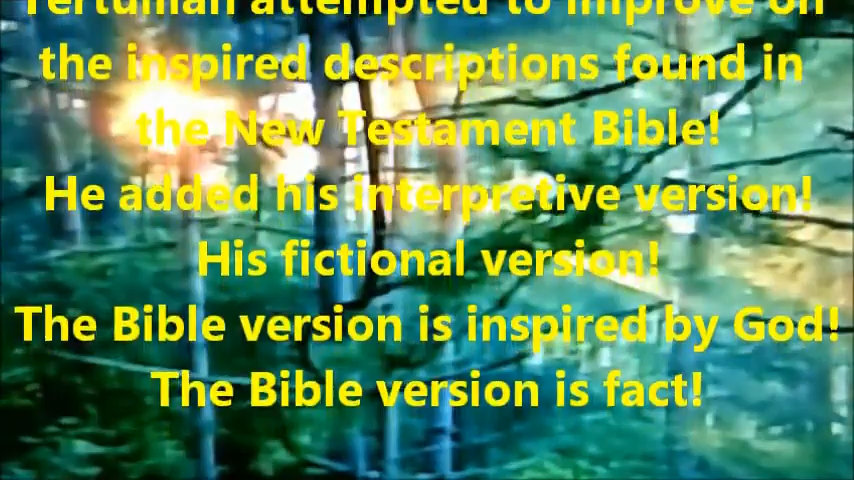 Tertullian attempted to improve on
the inspired descriptions found in
the New Testament Bible!
He added his interpretive version!
His fictional version!
The Bible version is inspired by God!
The Bible version is fact!